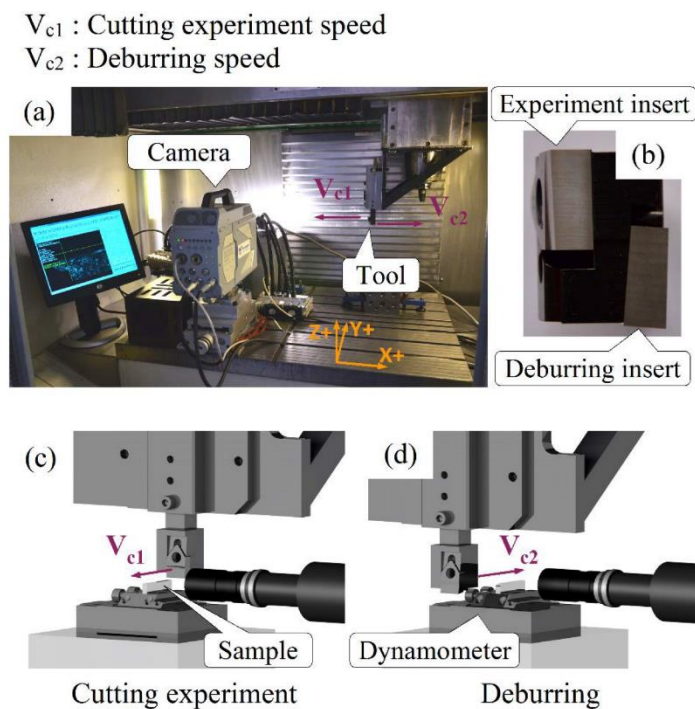 Vc1 : Cutting experiment speed
Vc2 : Deburring speed
(a)
Camera
Vc1
Vc2
Tool
Z+
Y+
X+
Experiment insert
(b)
Deburring insert
(c)
Vc1
Sample
Cutting experiment
(d)
Vc2
Dynamometer
Deburring